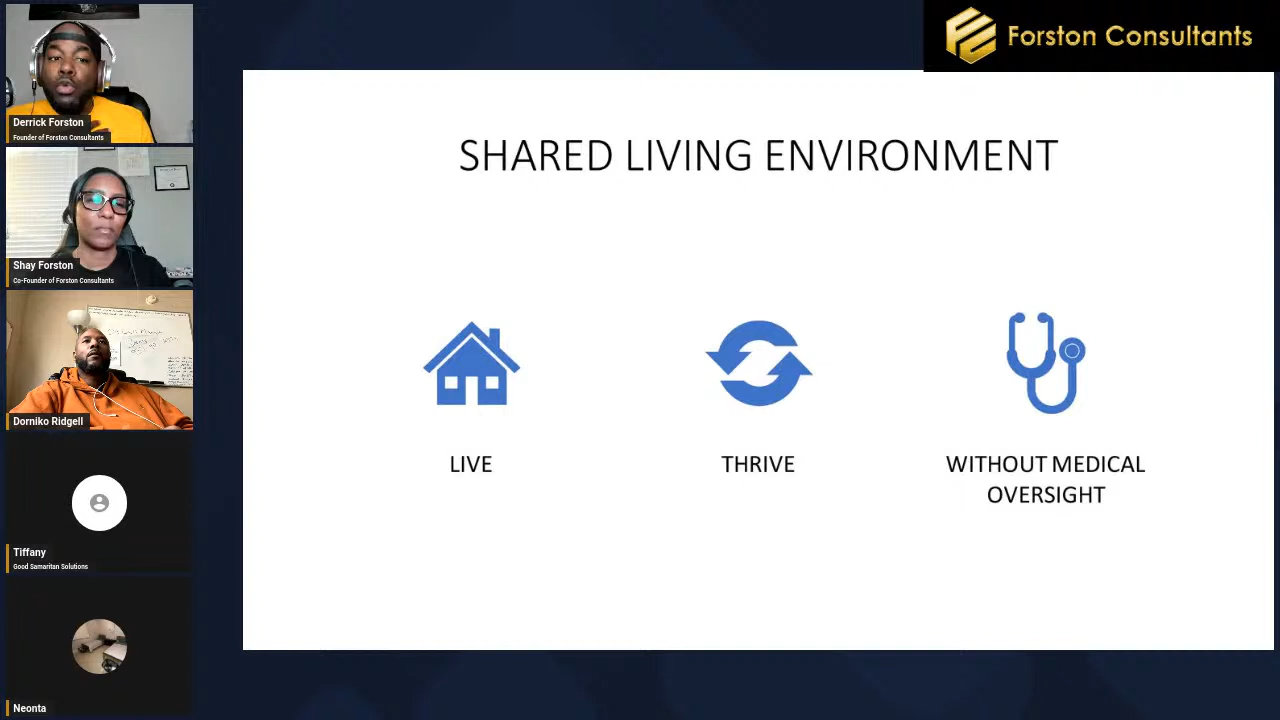 Forston Consultants
Derrick Forston
Founder of Forston Consultants
Shay Forston
Co-Founder of Forston Consultants
Dorniko Ridgell
Tiffany
Good Samaritan Solutions
Neonta
SHARED LIVING ENVIRONMENT
LIVE
THRIVE
WITHOUT MEDICAL
OVERSIGHT